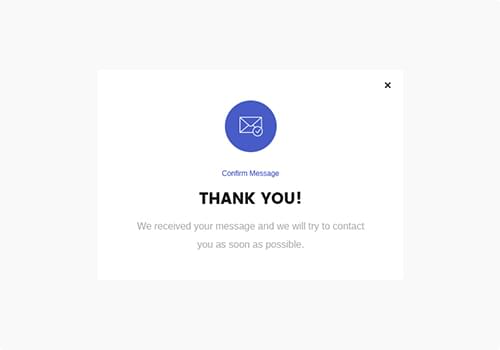 Confirm Message
THANK YOU!
We received your message and we will try to contact
you as soon as possible.